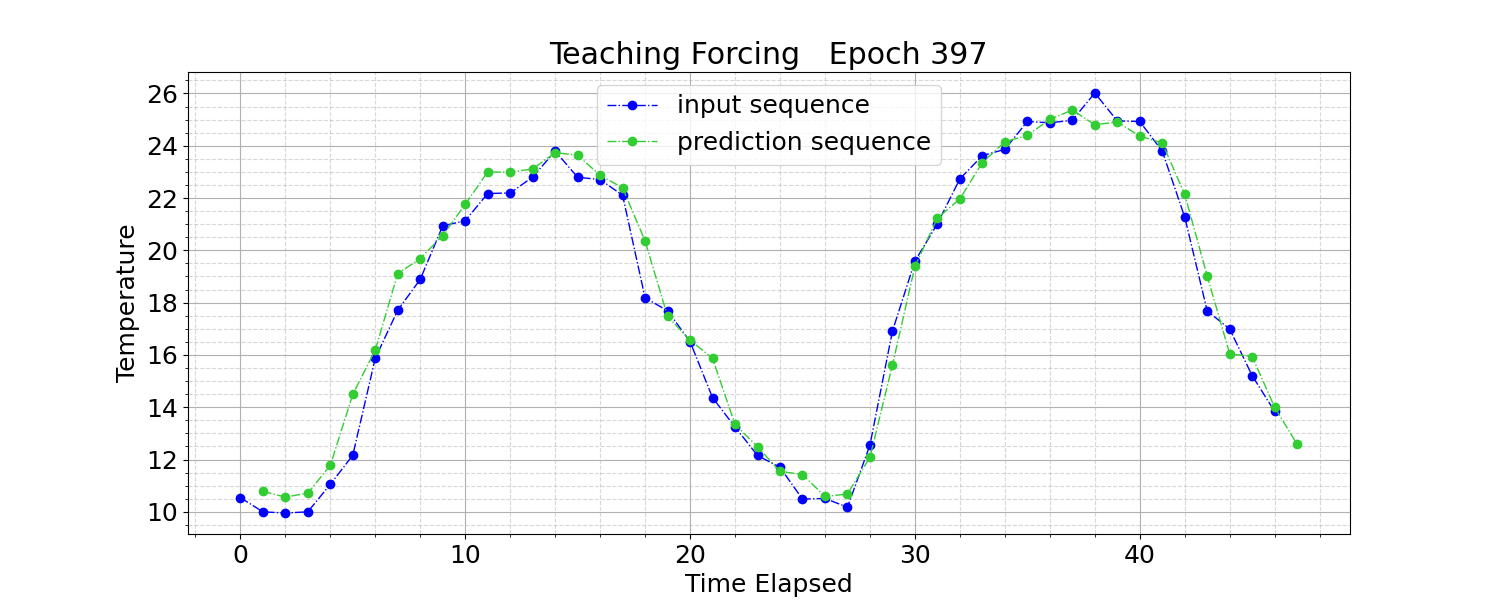 Teaching Forcing   Epoch 397
input sequence
prediction sequence
Temperature
26
24
22
20
18
16
14
12
10
0 10 20 30 40
Time Elapsed